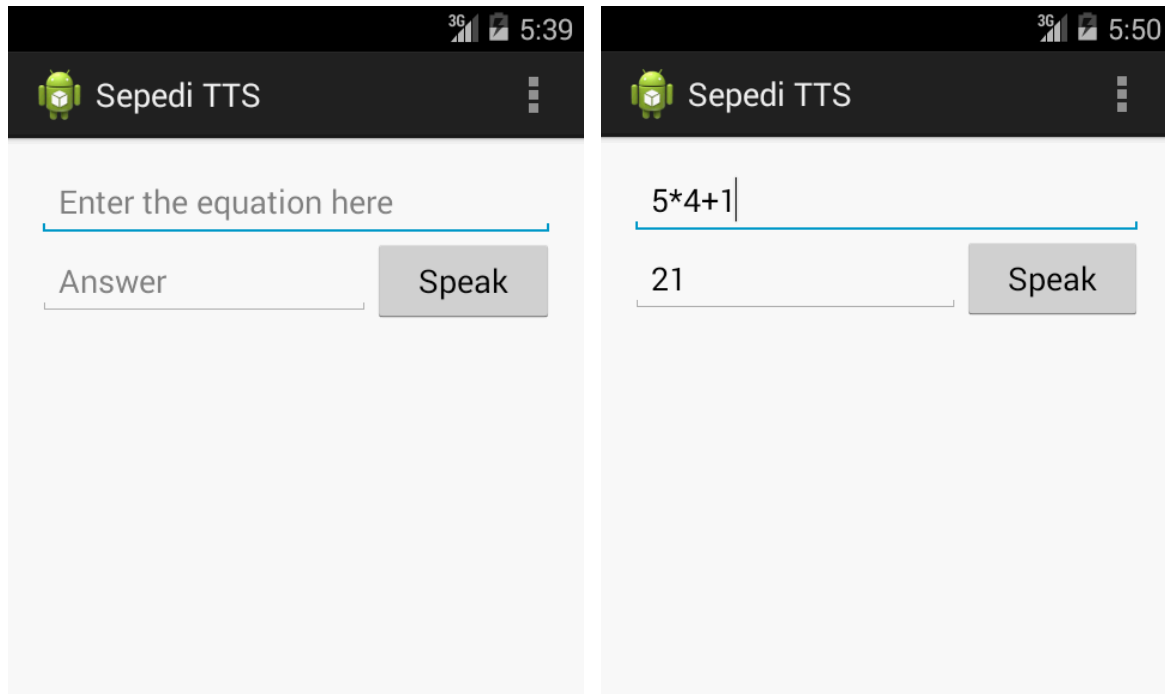 3G 5:39
Sepedi TTS
Enter the equation here
Answer Speak
3G 5:50
Sepedi TTS
5*4+1
21 Speak